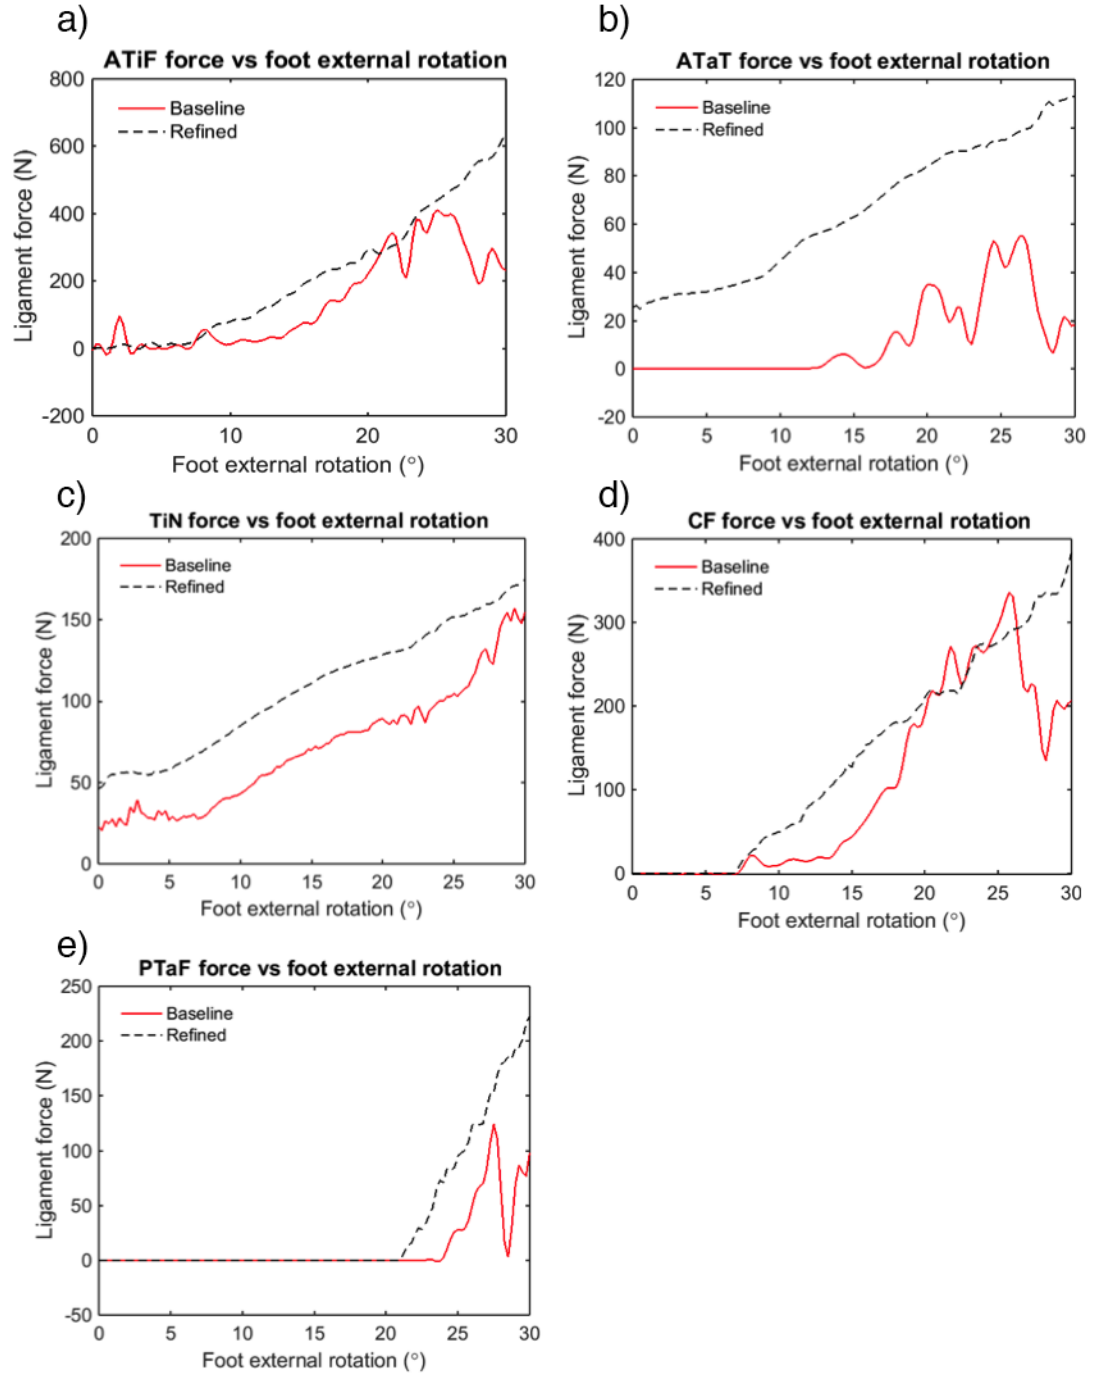 a)
ATiF force vs foot external rotation
800
600
400
200
0
-200
Ligament force (N)
Baseline
Refined
0 10 20 30
Foot external rotation (°)
b)
ATaT force vs foot external rotation
120
100
80
60
40
20
0
-20
Ligament force (N)
Baseline
Refined
0 5 10 15 20 25 30
Foot external rotation (°)
c)
TiN force vs foot external rotation
200
150
100
50
0
Ligament force (N)
Baseline
Refined
0 5 10 15 20 25 30
Foot external rotation (°)
d)
CF force vs foot external rotation
400
300
200
100
0
Ligament force (N)
Baseline
Refined
0 5 10 15 20 25 30
Foot external rotation (°)
e)
PTaF force vs foot external rotation
250
200
150
100
50
0
-50
Ligament force (N)
Baseline
Refined
0 5 10 15 20 25 30
Foot external rotation (°)